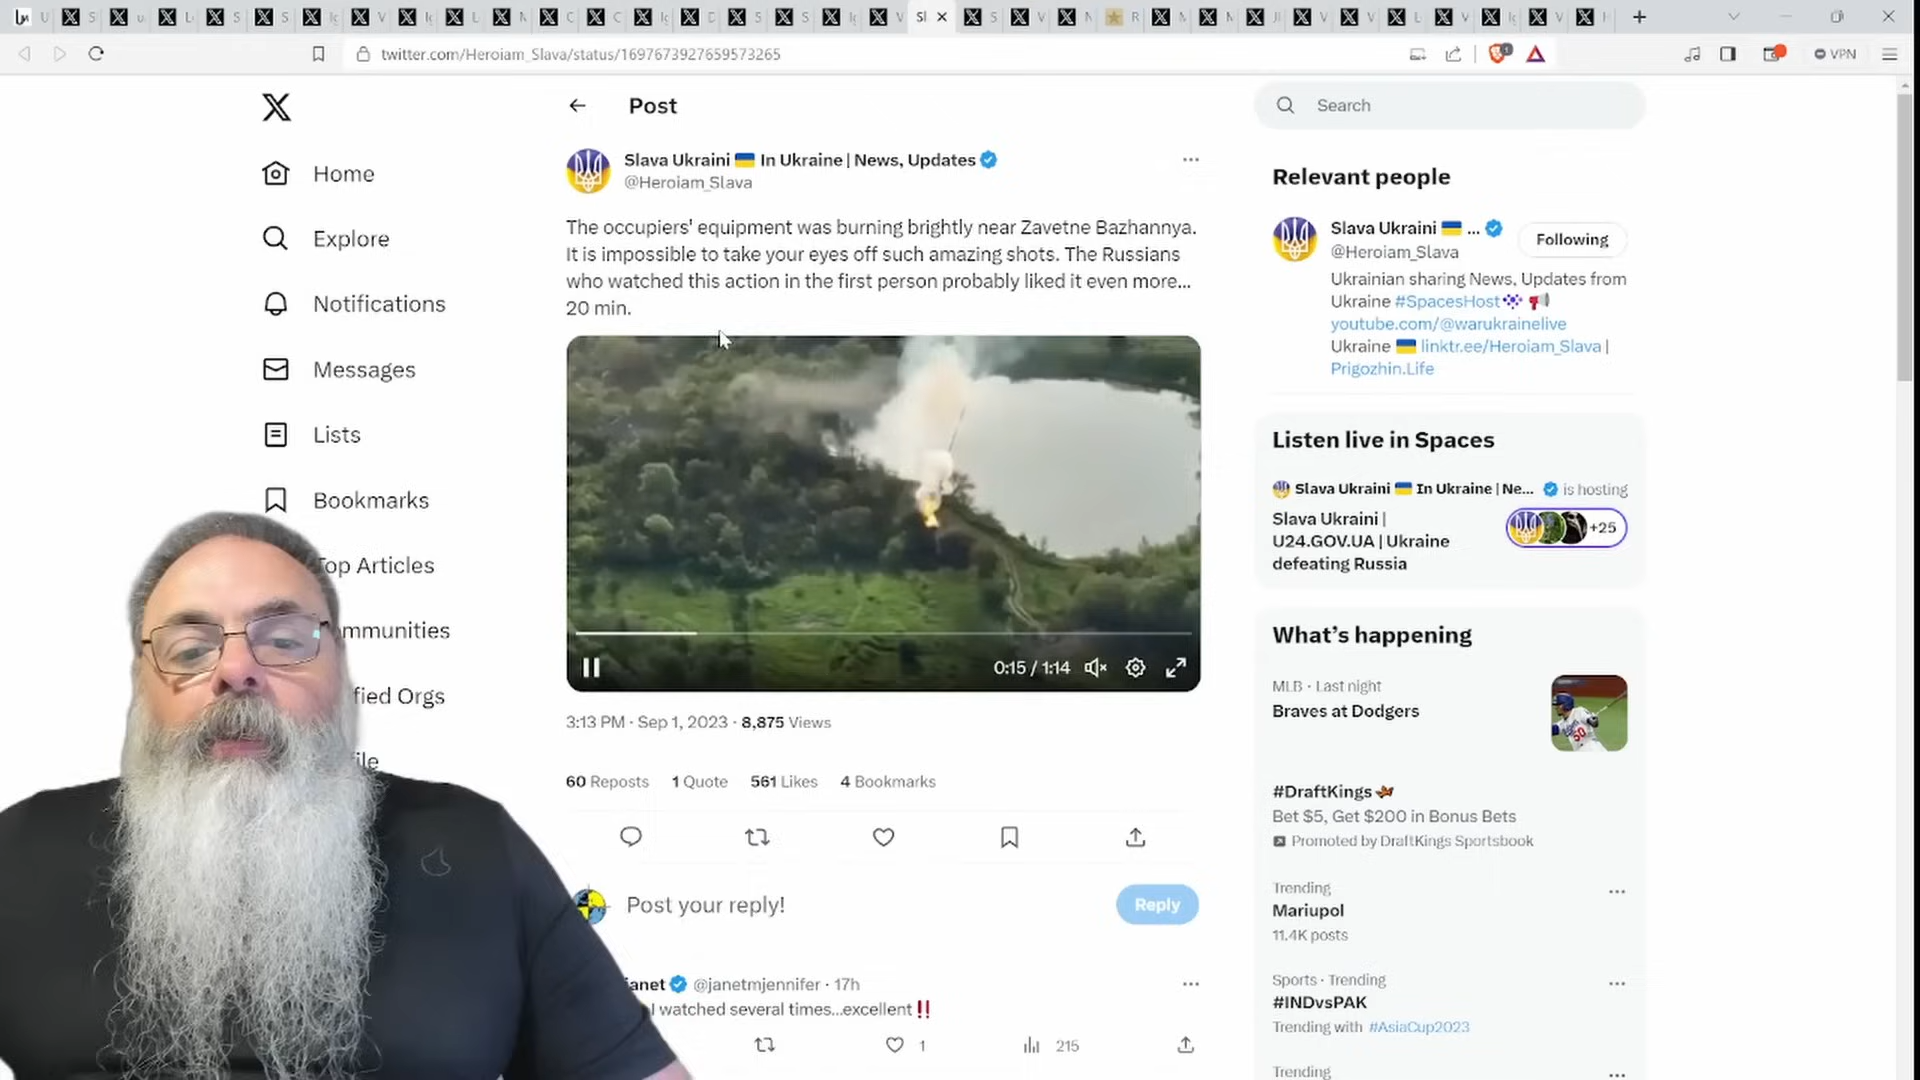 twitter.com/Heroiam_Slava/status/1697673927659573265
VPN
Post
Search
Home
Explore
Notifications
Messages
Lists
Bookmarks
Top Articles
mmunities
fied Orgs
ile
Slava Ukraini 🇺🇦 In Ukraine | News, Updates
@Heroiam_Slava
The occupiers' equipment was burning brightly near Zavetne Bazhannya.
It is impossible to take your eyes off such amazing shots. The Russians
who watched this action in the first person probably liked it even more...
20 min.
0:15 / 1:14
3:13 PM · Sep 1, 2023 · 8,875 Views
60 Reposts 1 Quote 561 Likes 4 Bookmarks
Post your reply!
Reply
janet @janetmjennifer · 17h
I watched several times...excellent ‼️
1 215
Relevant people
Slava Ukraini 🇺🇦 ...
@Heroiam_Slava
Following
Ukrainian sharing News, Updates from
Ukraine #SpacesHost
youtube.com/@warukrainelive
Ukraine 🇺🇦 linktr.ee/Heroiam_Slava |
Prigozhin.Life
Listen live in Spaces
Slava Ukraini 🇺🇦 In Ukraine | Ne... is hosting
Slava Ukraini |
U24.GOV.UA | Ukraine
defeating Russia
+25
What's happening
MLB · Last night
Braves at Dodgers
#DraftKings
Bet $5, Get $200 in Bonus Bets
Promoted by DraftKings Sportsbook
Trending
Mariupol
11.4K posts
Sports · Trending
#INDvsPAK
Trending with #AsiaCup2023
Trending